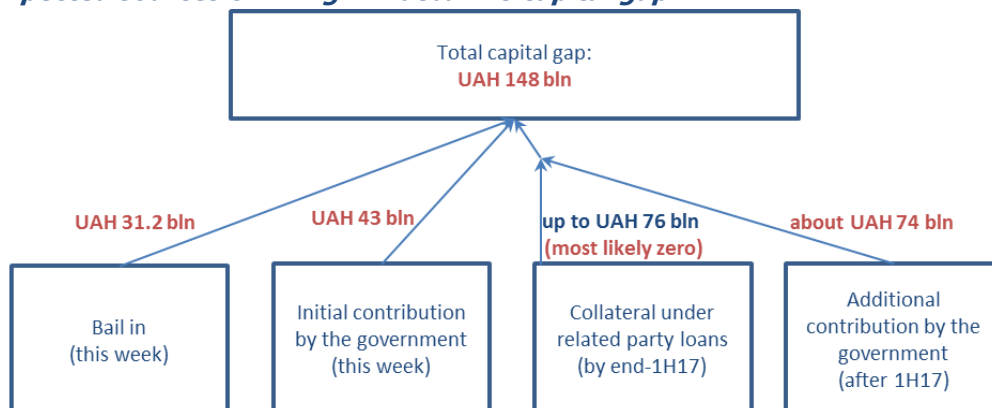 Total capital gap:
UAH 148 bln
UAH 31.2 bln
UAH 43 bln
up to UAH 76 bln
(most likely zero)
about UAH 74 bln
Bail in
(this week)
Initial contribution
by the government
(this week)
Collateral under
related party loans
(by end-1H17)
Additional
contribution by the
government
(after 1H17)